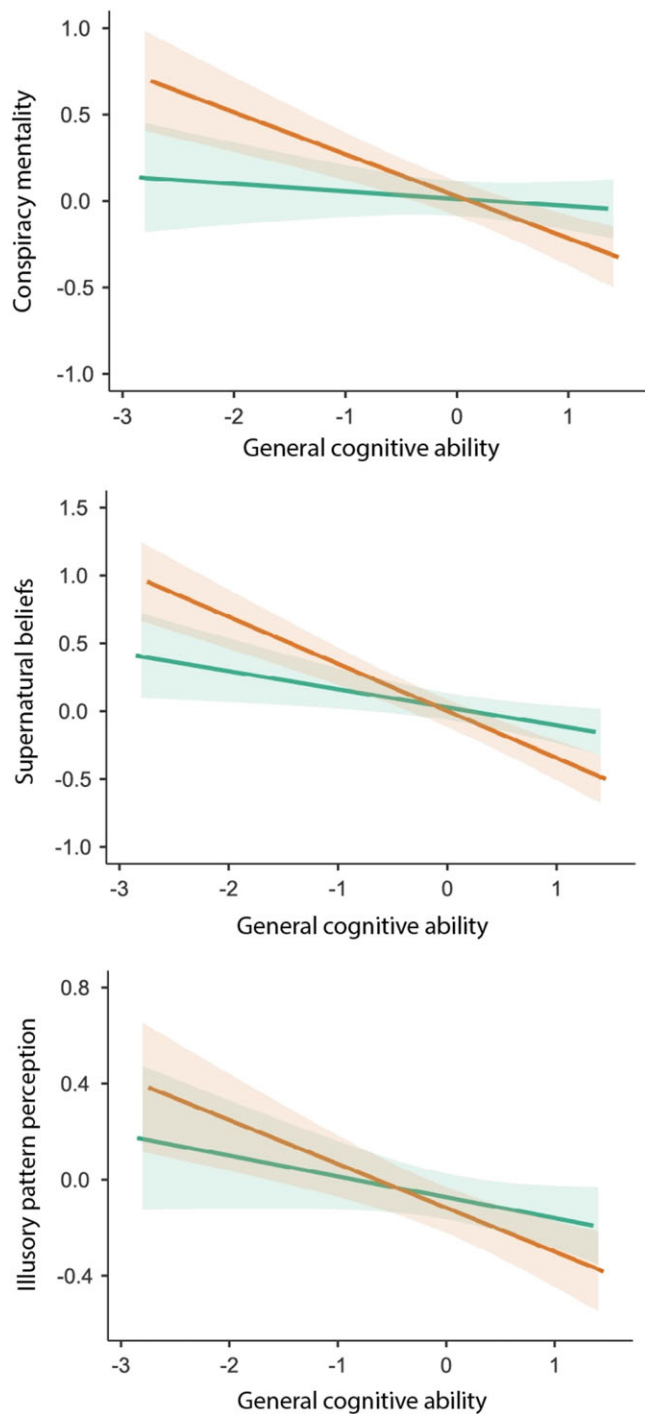 Conspiracy mentality
1.0
0.5
0.0
-0.5
-1.0
-3 -2 -1 0 1
General cognitive ability
Supernatural beliefs
1.5
1.0
0.5
0.0
-0.5
-1.0
-3 -2 -1 0 1
General cognitive ability
Illusory pattern perception
0.8
0.4
0.0
-0.4
-3 -2 -1 0 1
General cognitive ability